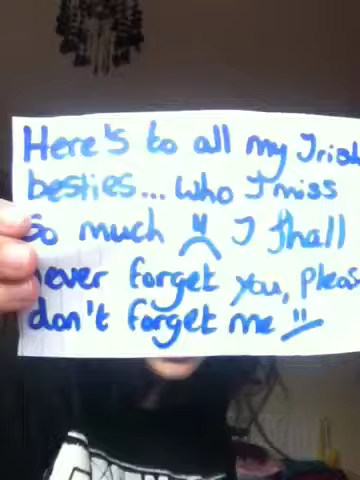 Here's to all my Irish
besties... who I miss
So much I shall
never forget you, please
don't forget me